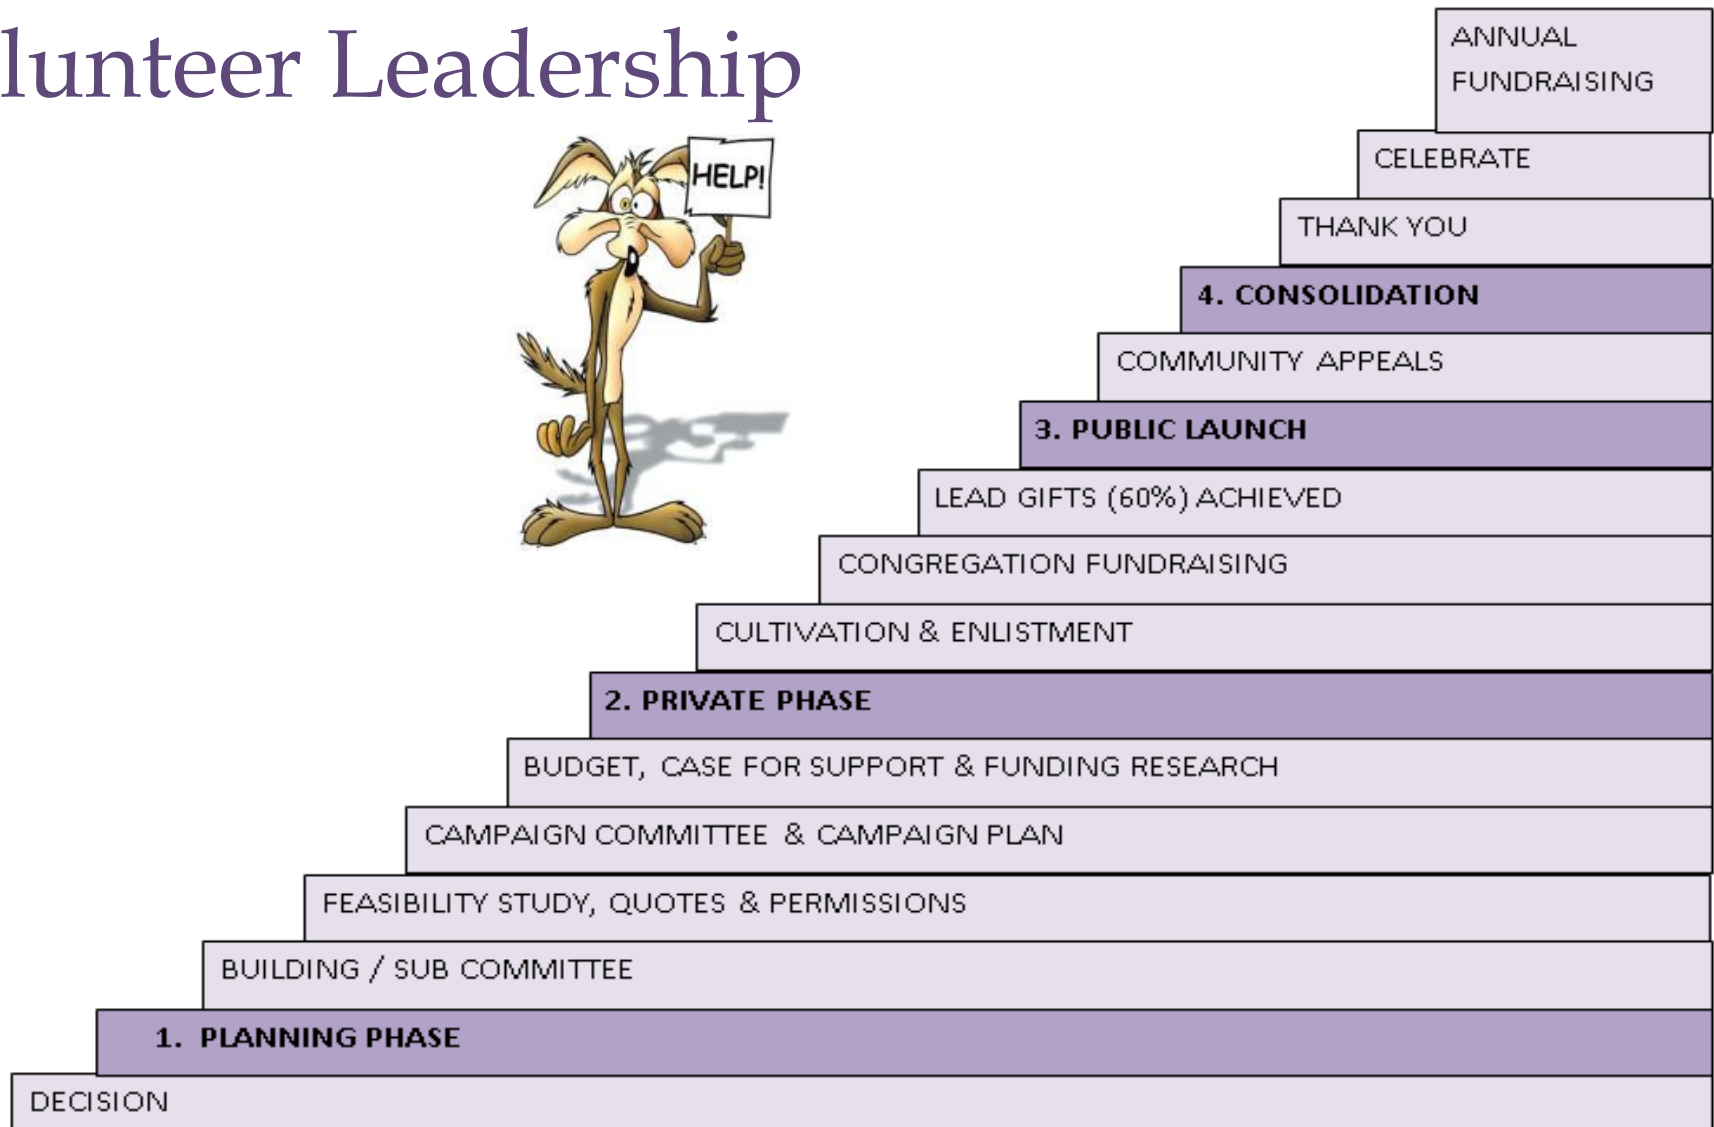 lunteer Leadership
HELP!
ANNUAL
FUNDRAISING
CELEBRATE
THANK YOU
4. CONSOLIDATION
COMMUNITY APPEALS
3. PUBLIC LAUNCH
LEAD GIFTS (60%) ACHIEVED
CONGREGATION FUNDRAISING
CULTIVATION & ENLISTMENT
2. PRIVATE PHASE
BUDGET, CASE FOR SUPPORT & FUNDING RESEARCH
CAMPAIGN COMMITTEE & CAMPAIGN PLAN
FEASIBILITY STUDY, QUOTES & PERMISSIONS
BUILDING / SUB COMMITTEE
1. PLANNING PHASE
DECISION